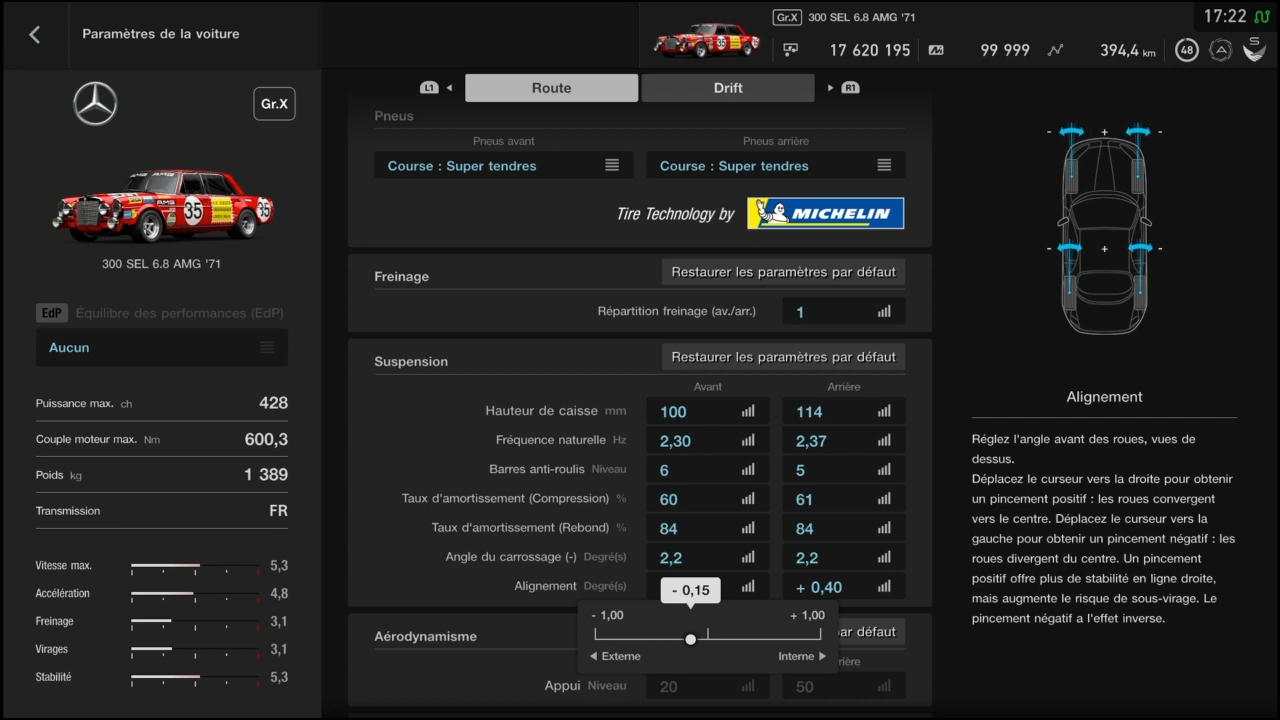 Paramètres de la voiture
Gr.X 300 SEL 6.8 AMG '71
17:22
17 620 195 99 999 394,4 km 48 S
Gr.X
35
300 SEL 6.8 AMG '71
EdP Équilibre des performances (EdP)
Aucun
Puissance max. ch 428
Couple moteur max. Nm 600,3
Poids kg 1 389
Transmission FR
Vitesse max. 5,3
Accélération 4,8
Freinage 3,1
Virages 3,1
Stabilité 5,3
L1 Route Drift R1
Pneus
Pneus avant Pneus arrière
Course : Super tendres Course : Super tendres
Tire Technology by MICHELIN
Freinage Restaurer les paramètres par défaut
Répartition freinage (av./arr.) 1
Suspension Restaurer les paramètres par défaut
Avant Arrière
Hauteur de caisse mm 100 114
Fréquence naturelle Hz 2,30 2,37
Barres anti-roulis Niveau 6 5
Taux d'amortissement (Compression) % 60 61
Taux d'amortissement (Rebond) % 84 84
Angle du carrossage (-) Degré(s) 2,2 2,2
Alignement Degré(s) - 0,15 + 0,40
- 1,00 + 1,00
Externe Interne
Aérodynamisme par défaut
rière
Appui Niveau 20 50
- + -
- + -
Alignement
Réglez l'angle avant des roues, vues de
dessus.
Déplacez le curseur vers la droite pour obtenir
un pincement positif : les roues convergent
vers le centre. Déplacez le curseur vers la
gauche pour obtenir un pincement négatif : les
roues divergent du centre. Un pincement
positif offre plus de stabilité en ligne droite,
mais augmente le risque de sous-virage. Le
pincement négatif a l'effet inverse.